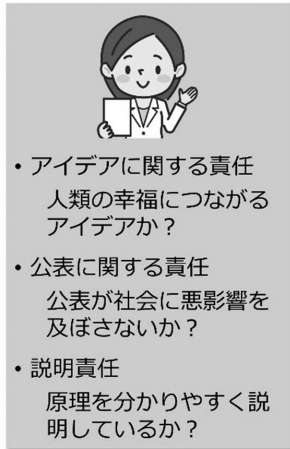 ・アイデアに関する責任
人類の幸福につながる
アイデアか？
・公表に関する責任
公表が社会に悪影響を
及ぼさないか？
・説明責任
原理を分かりやすく説
明しているか？